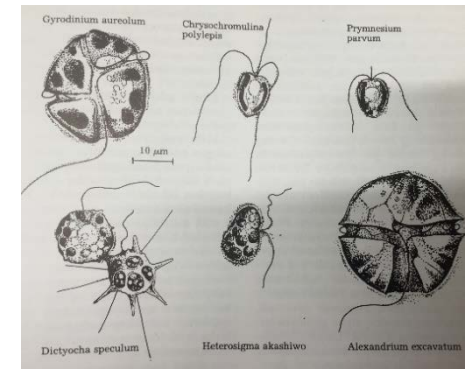 Gyrodinium aureolum
Chrysochromulina
polylepis
Prymnesium
parvum
10 μm
Dictyocha speculum
Heterosigma akashiwo
Alexandrium excavatum